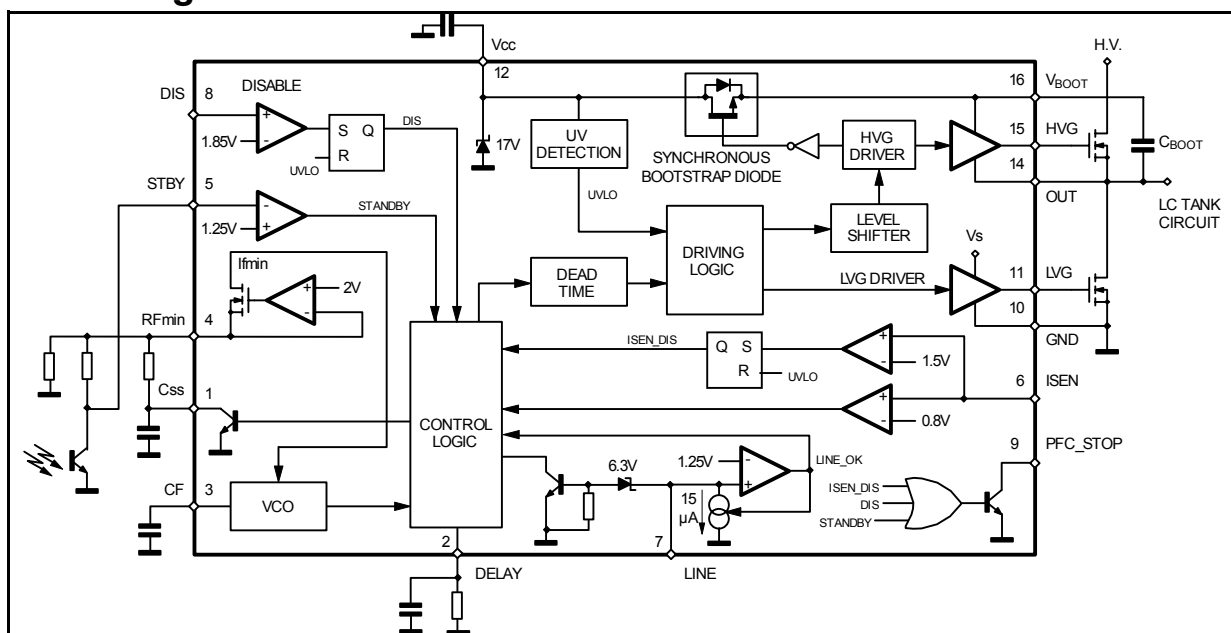 Vcc
H.V.
12
16
VBOOT
DIS
8
DISABLE
S Q
DIS
15
HVG
1.85V
R
17V
UV
DETECTION
HVG
DRIVER
CBOOT
UVLO
SYNCHRONOUS
BOOTSTRAP DIODE
14
STBY
5
OUT
STANDBY
UVLO
LC TANK
CIRCUIT
1.25V
LEVEL
SHIFTER
DRIVING
LOGIC
Vs
Ifmin
DEAD
TIME
11
LVG
2V
LVG DRIVER
RFmin
4
10
GND
ISEN_DIS
Q S
R
1.5V
UVLO
6
ISEN
Css
1
CONTROL
LOGIC
0.8V
9
PFC_STOP
6.3V
1.25V
LINE_OK
CF
3
VCO
15
µA
ISEN_DIS
DIS
STANDBY
2
7
DELAY
LINE